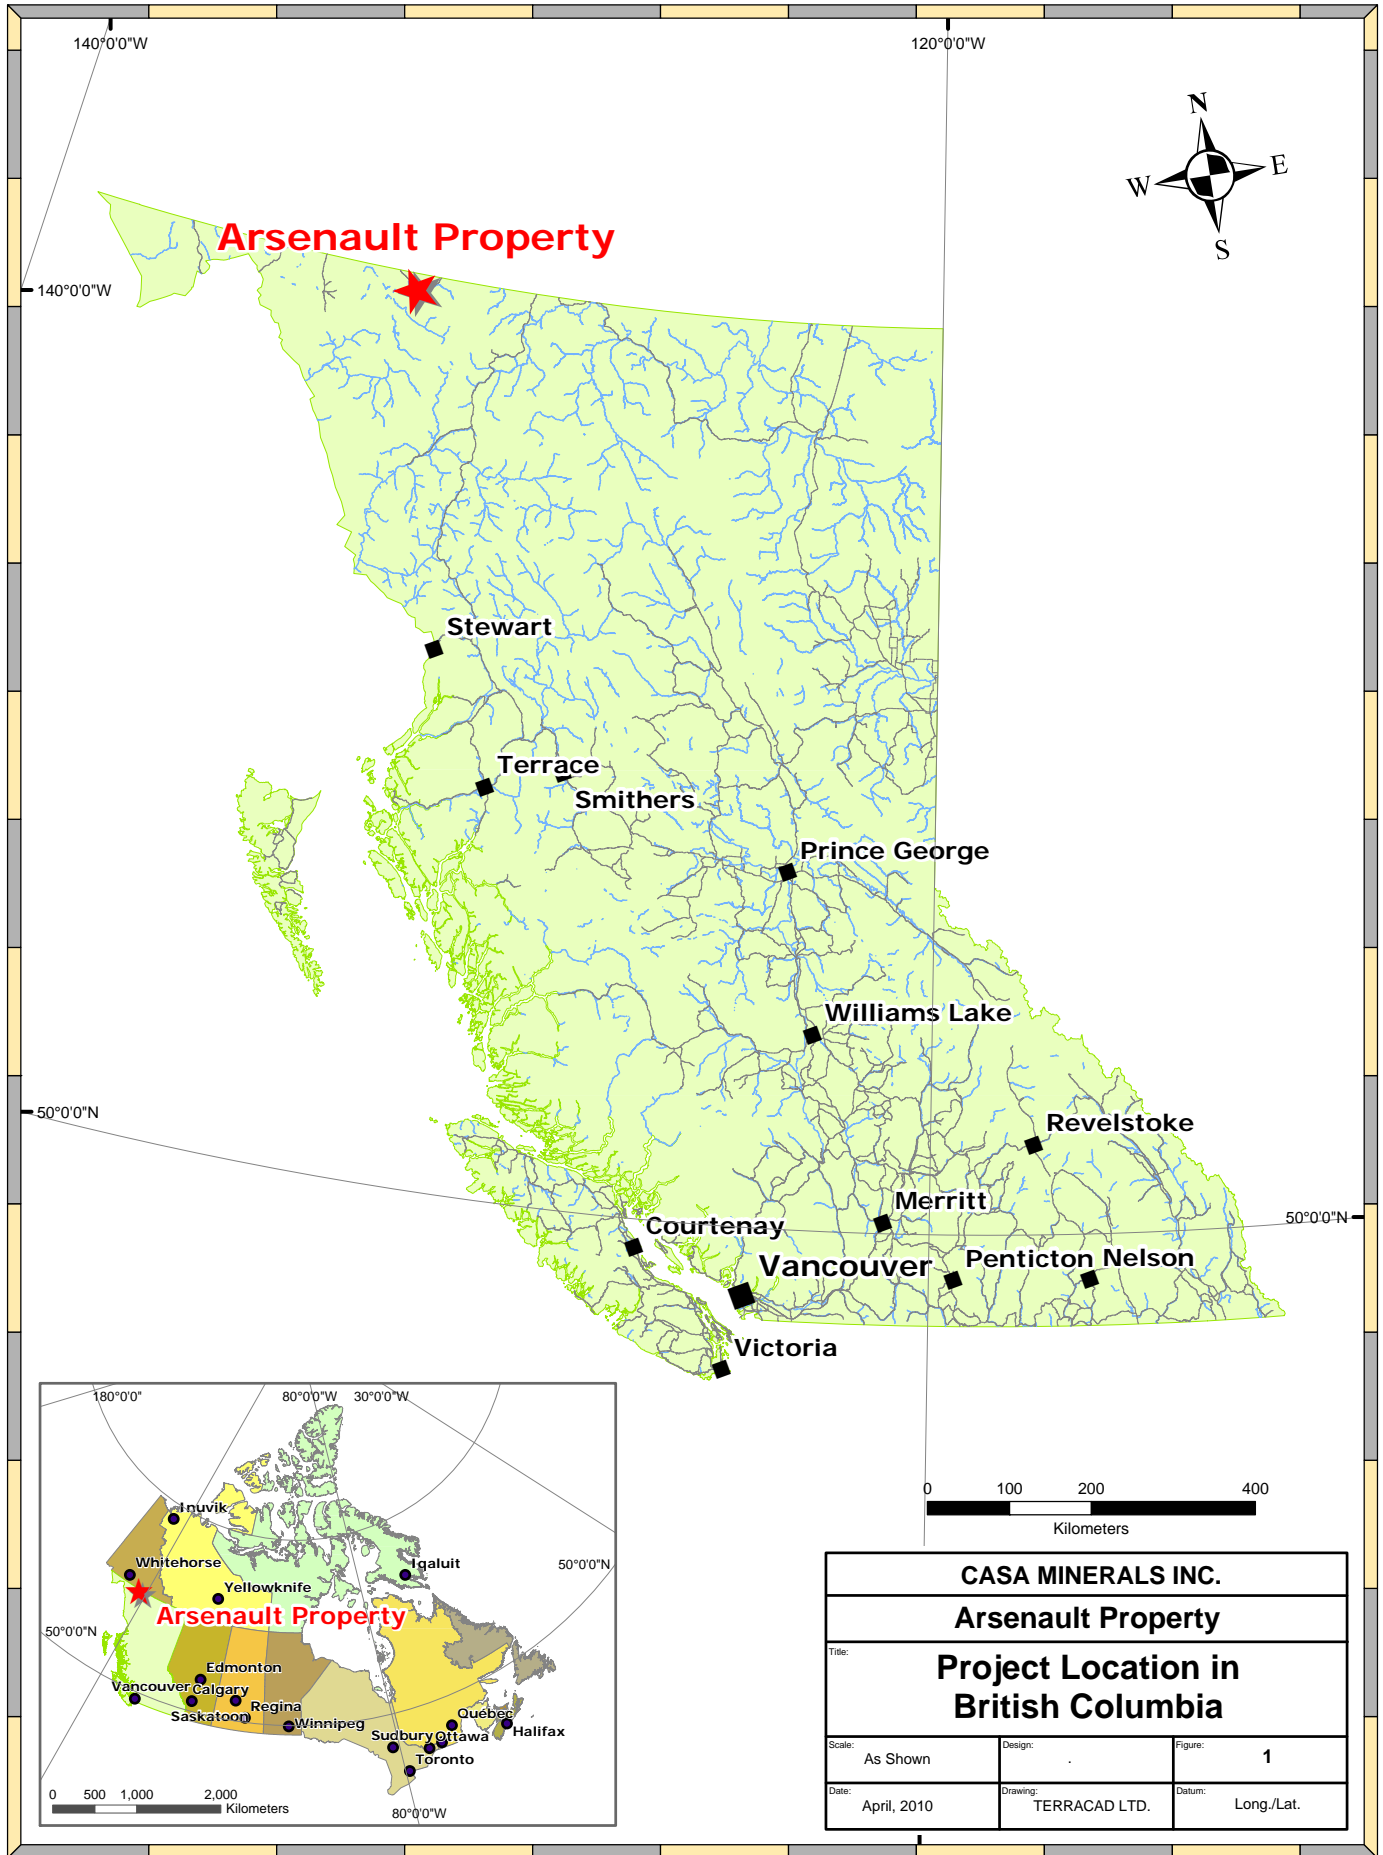 140°0'0"W
120°0'0"W
N
W
E
S
Arsenault Property
140°0'0"W
Stewart
Terrace
Smithers
Prince George
Williams Lake
50°0'0"N
Revelstoke
Merritt
50°0'0"N
Courtenay
Vancouver
Penticton
Nelson
Victoria
180°0'0"
80°0'0"W
30°0'0"W
Inuvik
Whitehorse
Iqaluit
50°0'0"N
Yellowknife
Arsenault Property
50°0'0"N
Edmonton
Vancouver
Calgary
Regina
Saskatoon
Winnipeg
Québec
Sudbury
Ottawa
Halifax
Toronto
0 500 1,000 2,000
Kilometers
80°0'0"W
0 100 200 400
Kilometers
CASA MINERALS INC.
Arsenault Property
Title:
Project Location in
British Columbia
Scale:
As Shown
Design:
.
Figure:
1
Date:
April, 2010
Drawing:
TERRACAD LTD.
Datum:
Long./Lat.